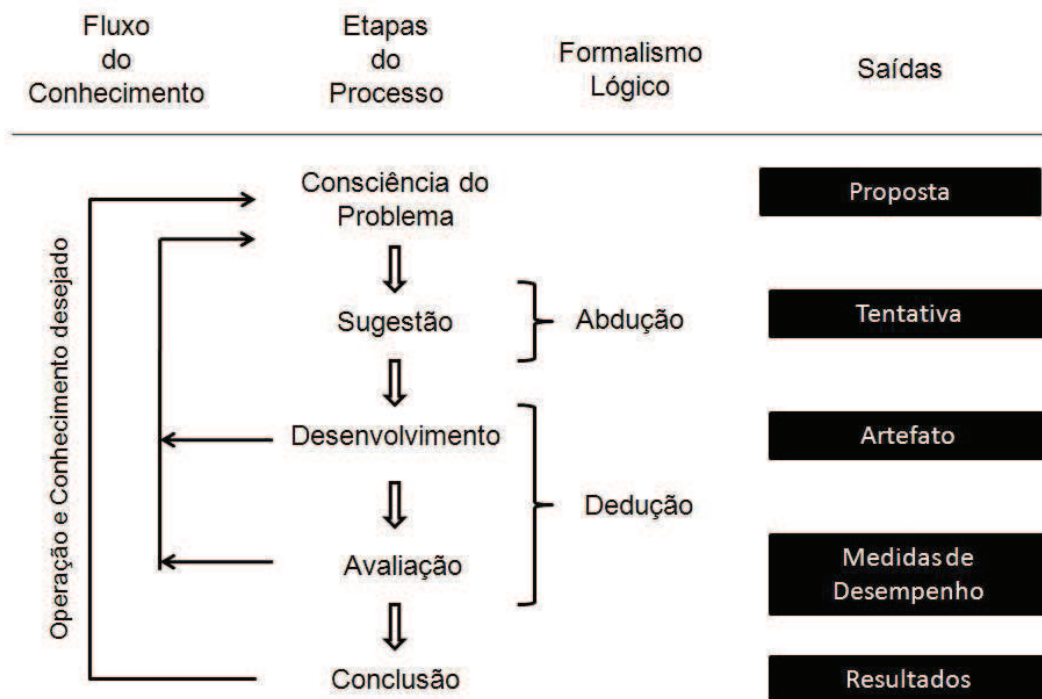 Fluxo
do
Conhecimento
Etapas
do
Processo
Formalismo
Lógico
Saídas
Operação e Conhecimento desejado
Consciência do
Problema
Proposta
Sugestão
Abdução
Tentativa
Desenvolvimento
Artefato
Dedução
Avaliação
Medidas de
Desempenho
Conclusão
Resultados